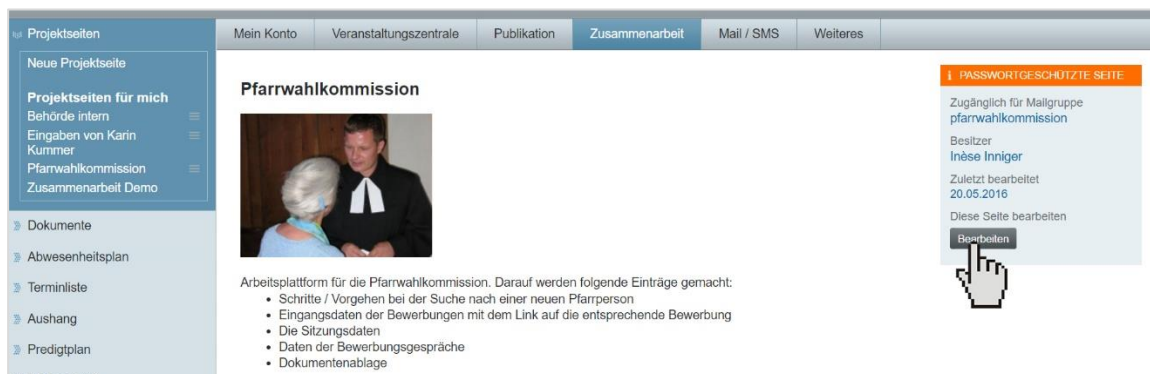 Projektseiten
Neue Projektseite
Projektseiten für mich
Behörde intern
Eingaben von Karin
Kummer
Pfarrwahlkommission
Zusammenarbeit Demo
Dokumente
Abwesenheitsplan
Terminliste
Aushang
Predigtplan
Mein Konto Veranstaltungszentrale Publikation Zusammenarbeit Mail / SMS Weiteres
Pfarrwahlkommission
Arbeitsplattform für die Pfarrwahlkommission. Darauf werden folgende Einträge gemacht:
• Schritte / Vorgehen bei der Suche nach einer neuen Pfarrperson
• Eingangsdaten der Bewerbungen mit dem Link auf die entsprechende Bewerbung
• Die Sitzungsdaten
• Daten der Bewerbungsgespräche
• Dokumentenablage
i PASSWORTGESCHÜTZTE SEITE
Zugänglich für Mailgruppe
pfarrwahlkommission
Besitzer
Inèse Inniger
Zuletzt bearbeitet
20.05.2016
Diese Seite bearbeiten
Bearbeiten